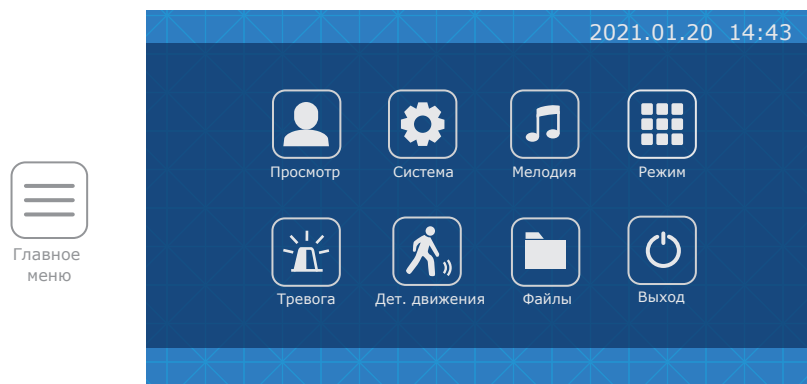 2021.01.20 14:43
Просмотр
Система
Мелодия
Режим
Главное
меню
Тревога
Дет. движения
Файлы
Выход